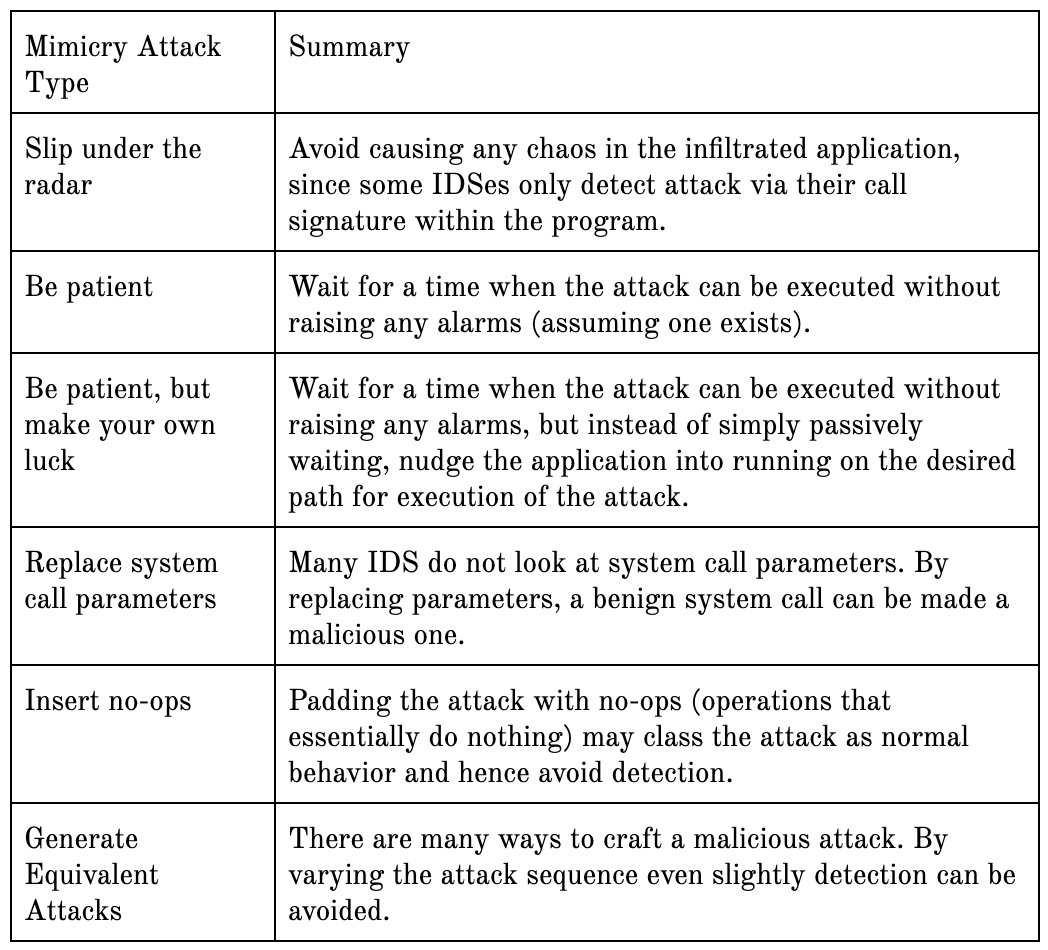 Mimicry Attack
Type
Summary
Slip under the
radar
Avoid causing any chaos in the infiltrated application,
since some IDSes only detect attack via their call
signature within the program.
Be patient
Wait for a time when the attack can be executed without
raising any alarms (assuming one exists).
Be patient, but
make your own
luck
Wait for a time when the attack can be executed without
raising any alarms, but instead of simply passively
waiting, nudge the application into running on the desired
path for execution of the attack.
Replace system
call parameters
Many IDS do not look at system call parameters. By
replacing parameters, a benign system call can be made a
malicious one.
Insert no-ops
Padding the attack with no-ops (operations that
essentially do nothing) may class the attack as normal
behavior and hence avoid detection.
Generate
Equivalent
Attacks
There are many ways to craft a malicious attack. By
varying the attack sequence even slightly detection can be
avoided.